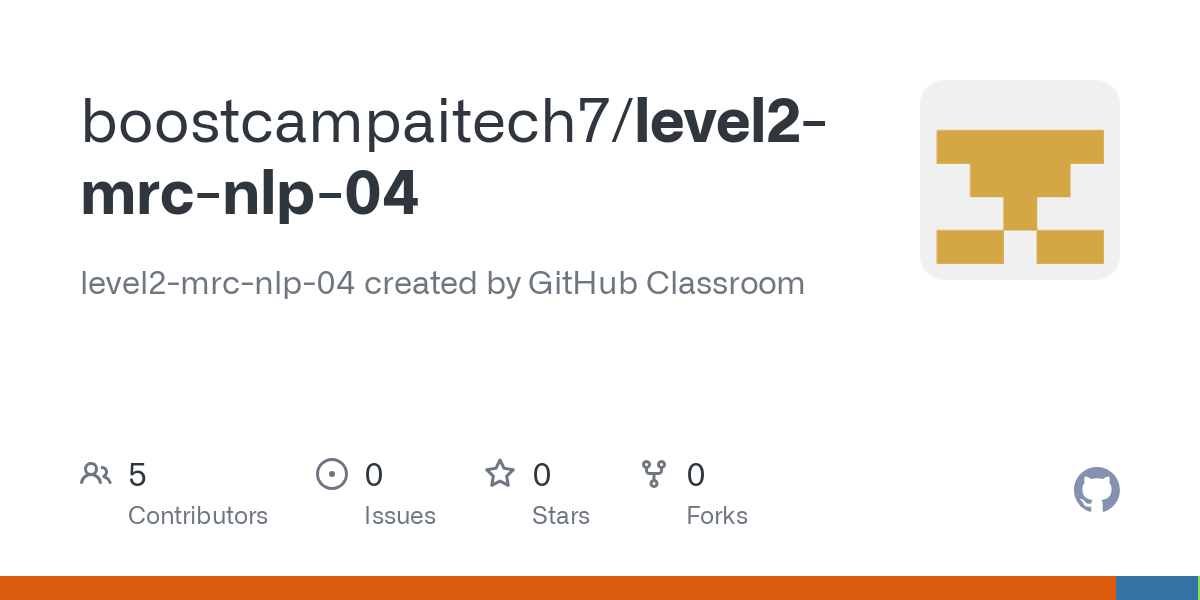 boostcampaitech7/level2-
mrc-nlp-04
level2-mrc-nlp-04 created by GitHub Classroom
5 0 0 0
Contributors Issues Stars Forks